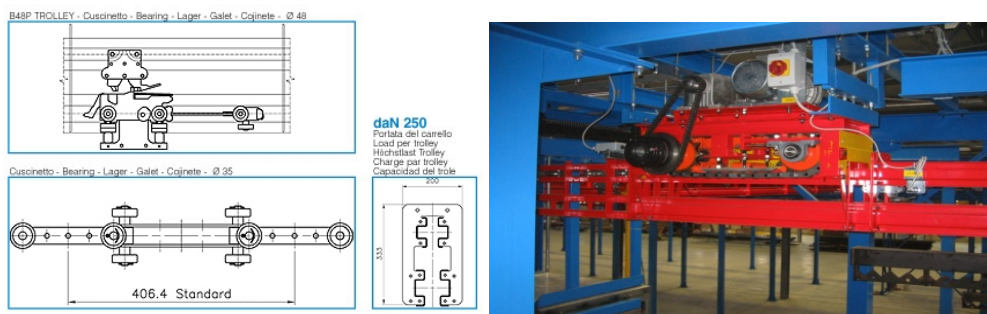 B48P TROLLEY - Cuscinetto - Bearing - Lager - Galet - Cojinete - Ø 48
daN 250
Portata del carrello
Load per trolley
Höchstlast Trolley
Charge par trolley
Capacidad del trole
Cuscinetto - Bearing - Lager - Galet - Cojinete - Ø 35
406.4 Standard
200
333